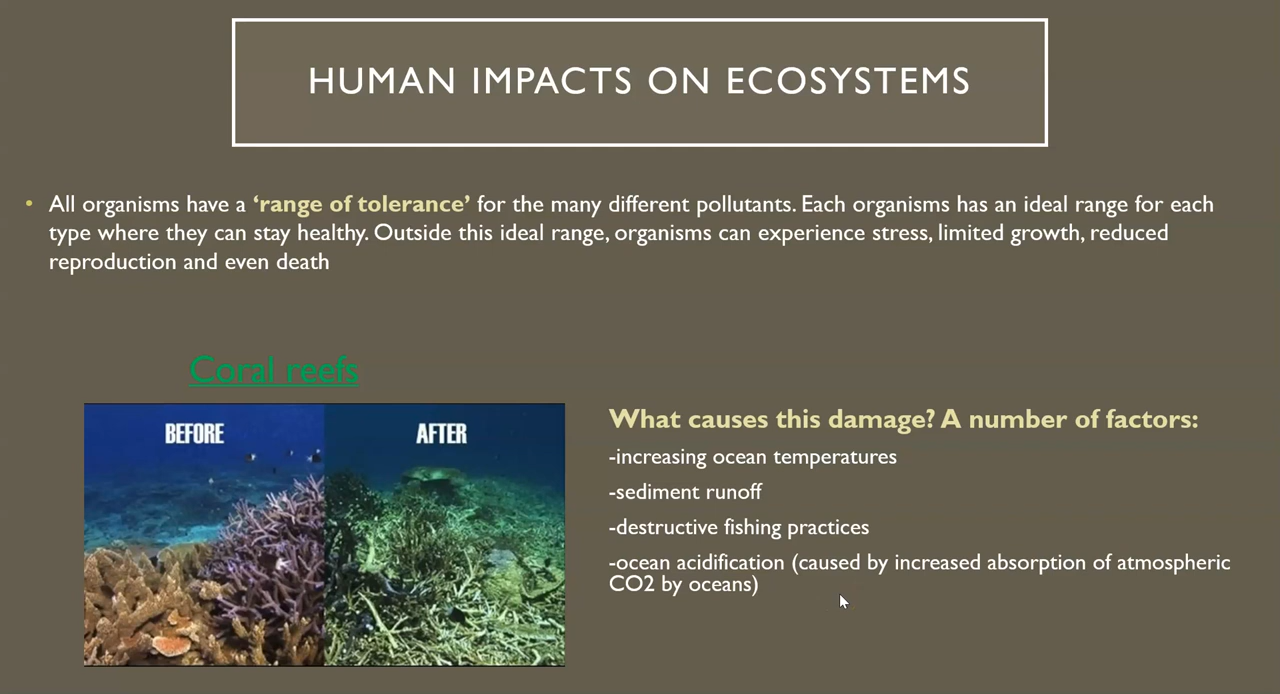 HUMAN IMPACTS ON ECOSYSTEMS
• All organisms have a ‘range of tolerance’ for the many different pollutants. Each organisms has an ideal range for each
type where they can stay healthy. Outside this ideal range, organisms can experience stress, limited growth, reduced
reproduction and even death
Coral reefs
BEFORE AFTER
What causes this damage? A number of factors:
-increasing ocean temperatures
-sediment runoff
-destructive fishing practices
-ocean acidification (caused by increased absorption of atmospheric
CO2 by oceans)